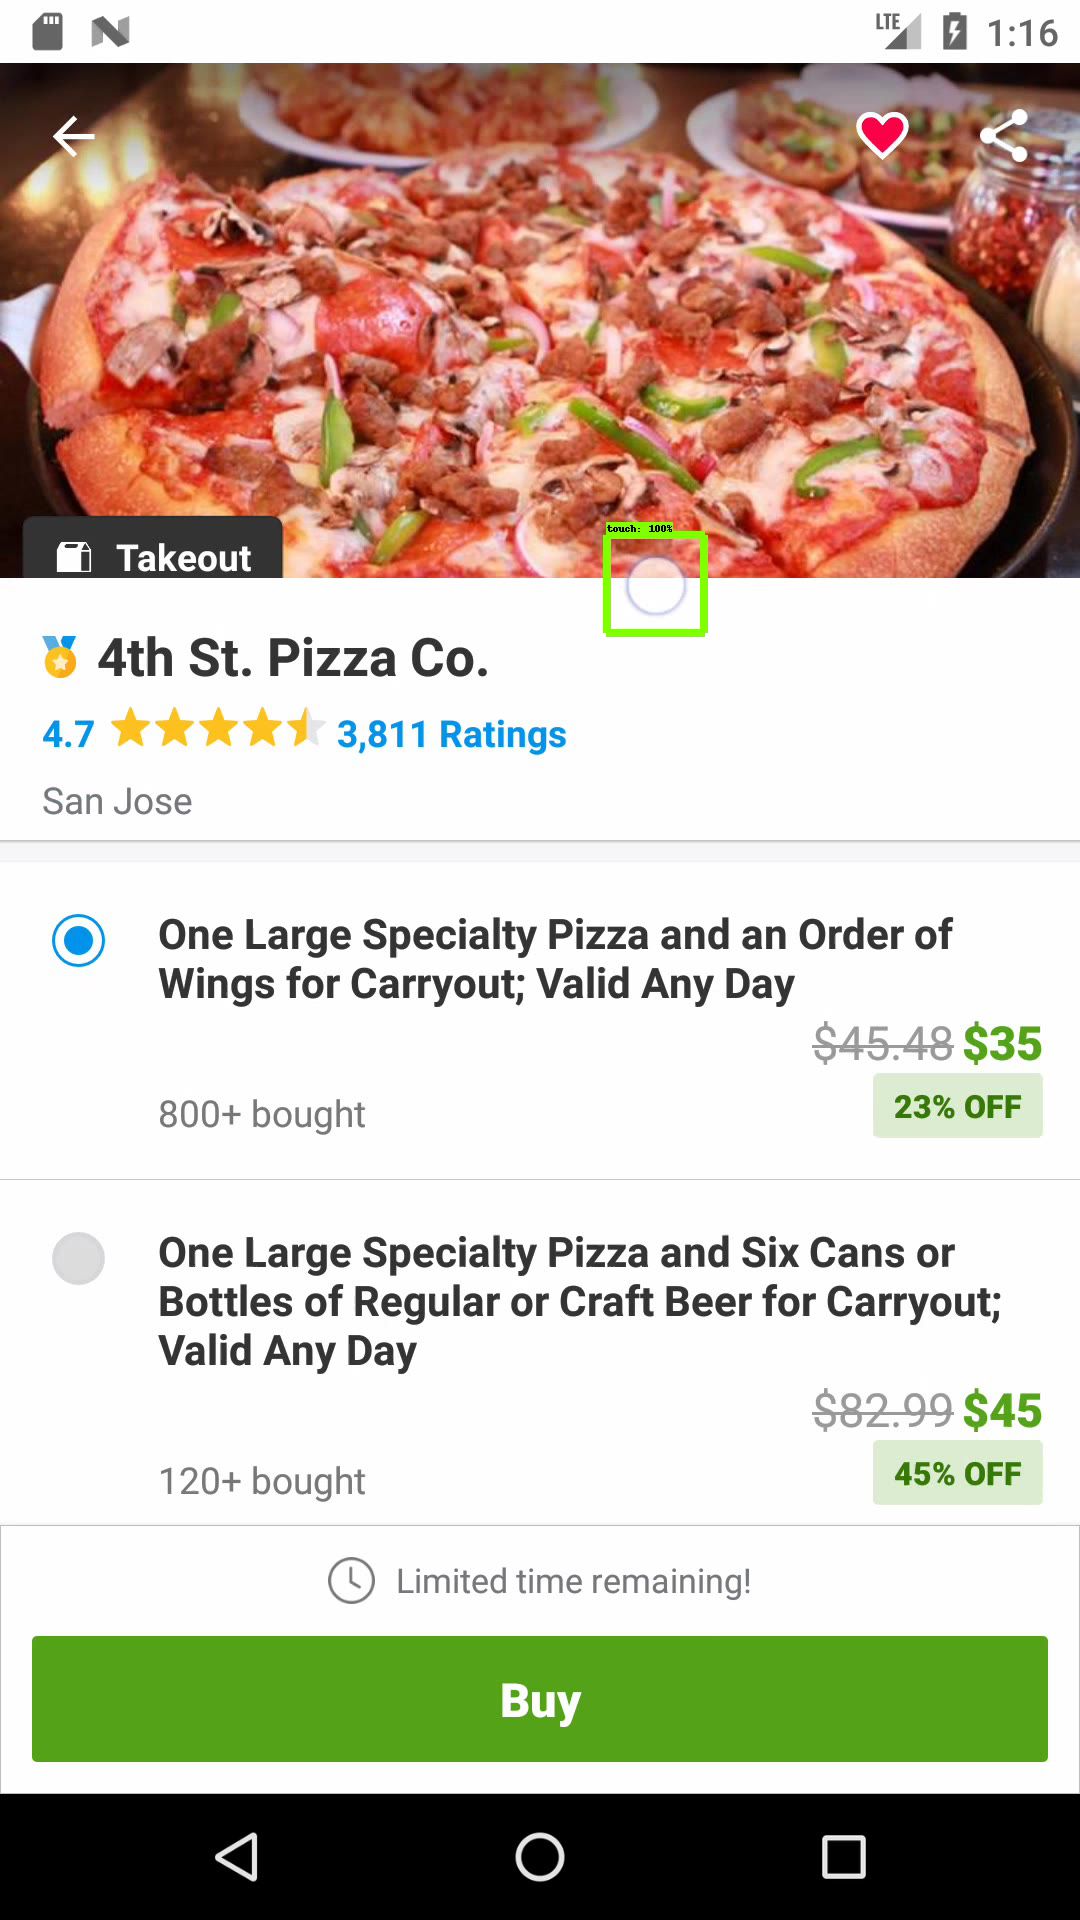 LTE 1:16
touch: 100%
Takeout
4th St. Pizza Co.
4.7 3,811 Ratings
San Jose
One Large Specialty Pizza and an Order of
Wings for Carryout; Valid Any Day
$45.48 $35
800+ bought
23% OFF
One Large Specialty Pizza and Six Cans or
Bottles of Regular or Craft Beer for Carryout;
Valid Any Day
$82.99 $45
120+ bought
45% OFF
Limited time remaining!
Buy